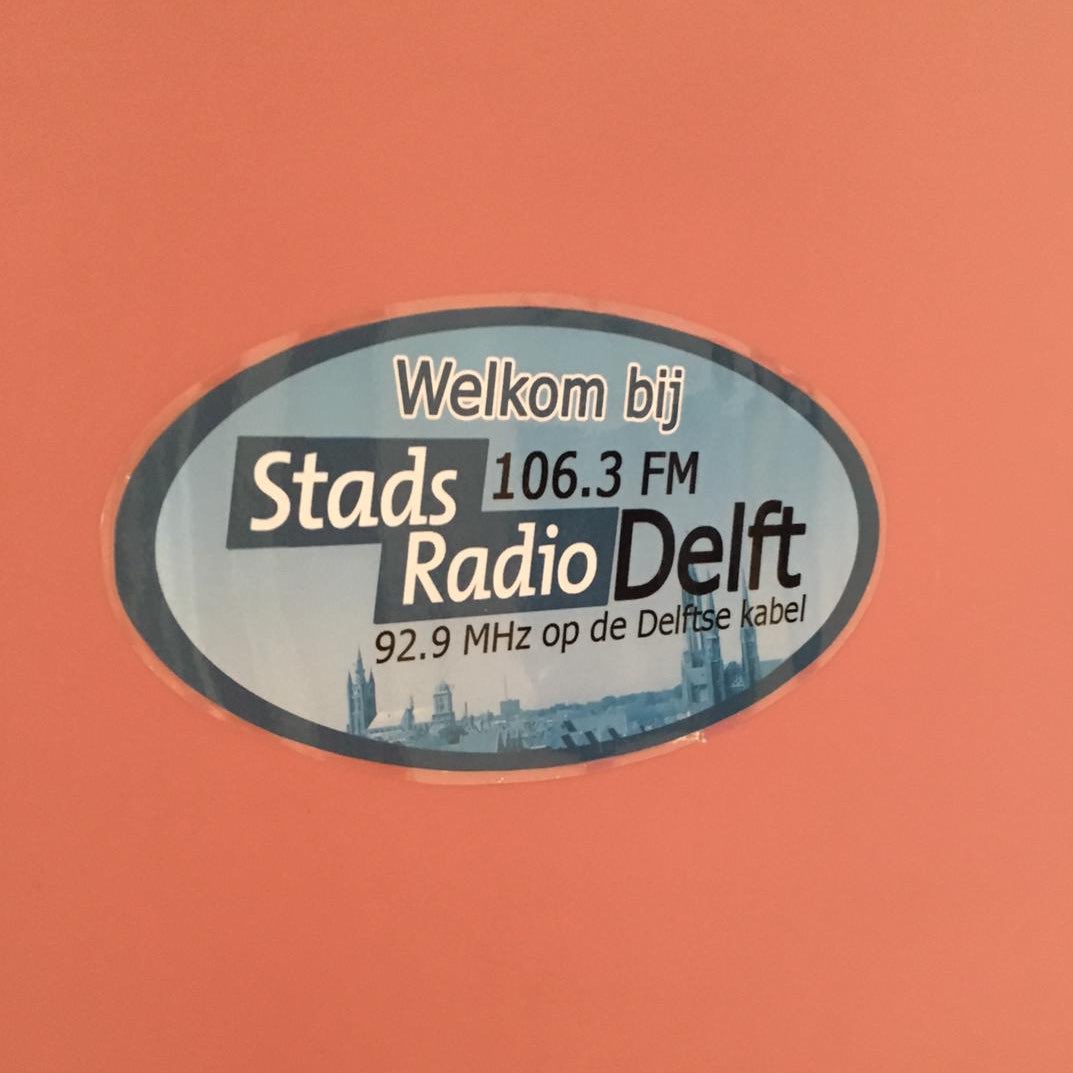 Welkom bij
Stads 106.3 FM
Radio Delft
92.9 MHz op de Delftse kabel